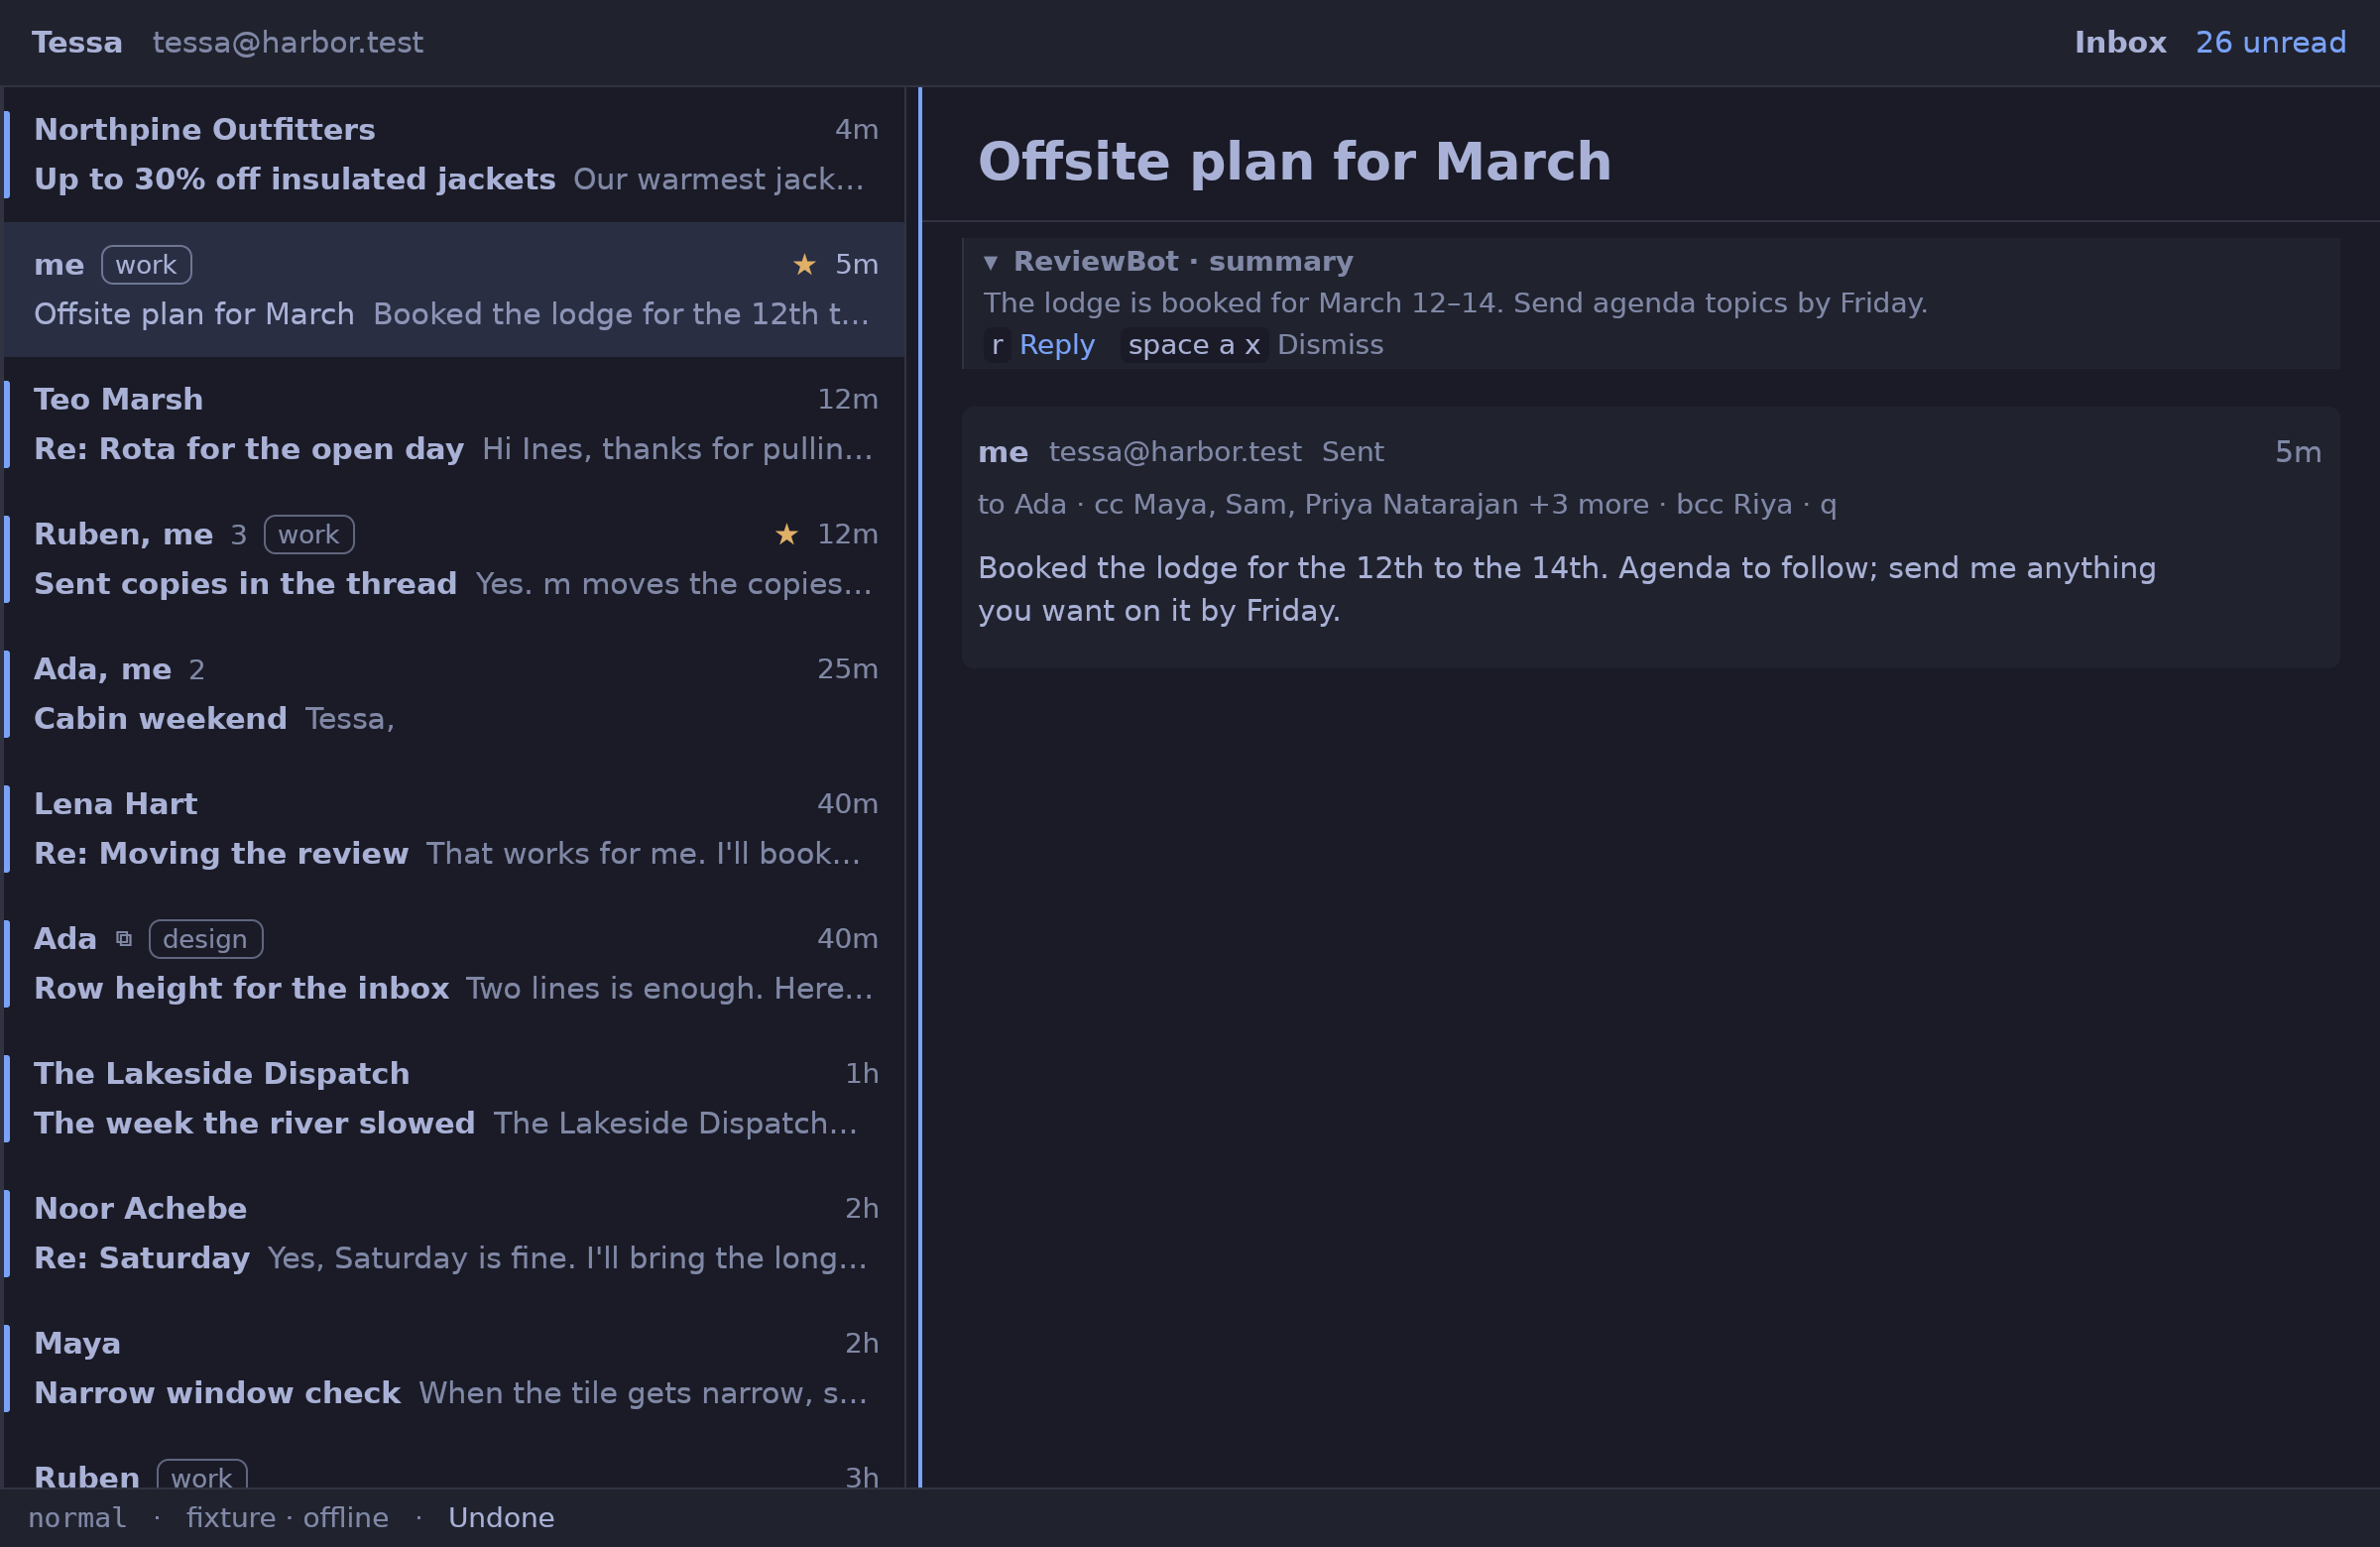 Tessa tessa@harbor.test
Inbox 26 unread
Northpine Outfitters 4m
Up to 30% off insulated jackets Our warmest jack…
me work ★ 5m
Offsite plan for March Booked the lodge for the 12th t…
Teo Marsh 12m
Re: Rota for the open day Hi Ines, thanks for pullin…
Ruben, me 3 work ★ 12m
Sent copies in the thread Yes. m moves the copies…
Ada, me 2 25m
Cabin weekend Tessa,
Lena Hart 40m
Re: Moving the review That works for me. I'll book…
Ada design 40m
Row height for the inbox Two lines is enough. Here…
The Lakeside Dispatch 1h
The week the river slowed The Lakeside Dispatch…
Noor Achebe 2h
Re: Saturday Yes, Saturday is fine. I'll bring the long…
Maya 2h
Narrow window check When the tile gets narrow, s…
Ruben work 3h
Offsite plan for March
▾ ReviewBot · summary
The lodge is booked for March 12–14. Send agenda topics by Friday.
r Reply space a x Dismiss
me tessa@harbor.test Sent 5m
to Ada · cc Maya, Sam, Priya Natarajan +3 more · bcc Riya · q
Booked the lodge for the 12th to the 14th. Agenda to follow; send me anything
you want on it by Friday.
normal · fixture · offline · Undone